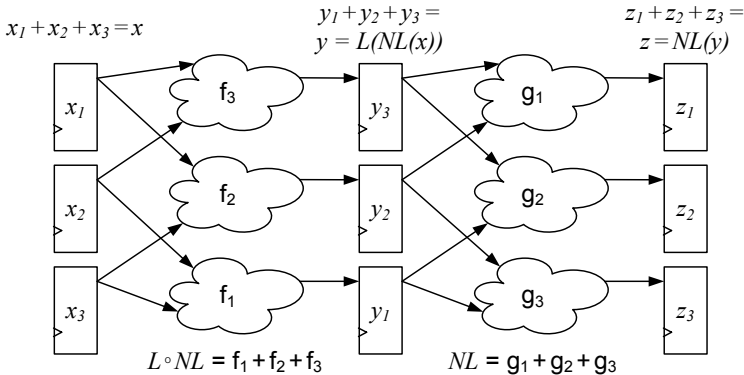 x₁+x₂+x₃=x
y₁+y₂+y₃=
y = L(NL(x))
z₁+z₂+z₃=
z=NL(y)
x₁ f₃ y₃ g₁ z₁
x₂ f₂ y₂ g₂ z₂
x₃ f₁ y₁ g₃ z₃
L∘NL = f₁+f₂+f₃
NL = g₁+g₂+g₃